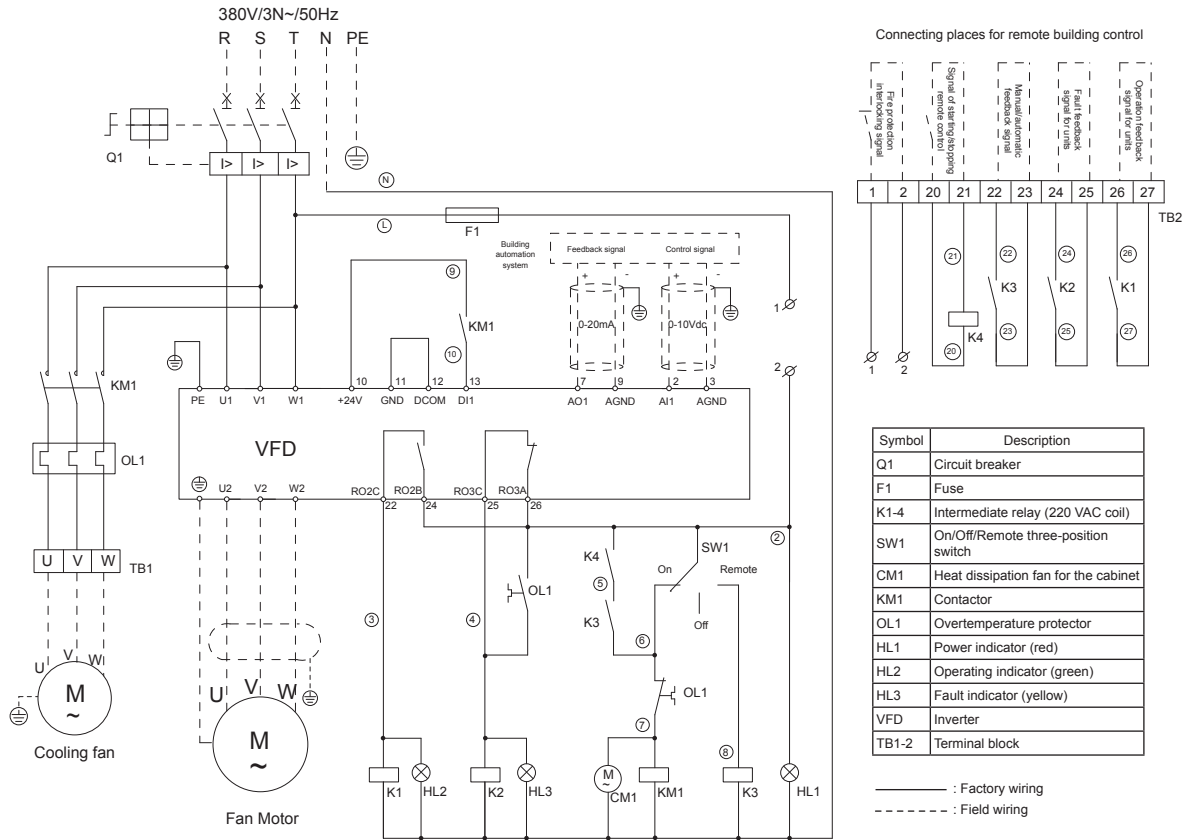 380V/3N~/50Hz
R S T N PE
Q1
I> I> I>
N
L
F1
Building
automation
system
Feedback signal
Control signal
+ -
+ -
0-20mA
0-10Vdc
9
KM1
10
1
2
KM1
OL1
U V W
TB1
U V W
M
~
Cooling fan
10 11 12 13 7 9 2 3
PE U1 V1 W1 +24V GND DCOM DI1 AO1 AGND AI1 AGND
VFD
U2 V2 W2 RO2C RO2B RO3C RO3A
22 24 25 26
2
K4
5
K3
SW1
On
Remote
Off
OL1
3
4
6
OL1
7
8
U V W
M
~
Fan Motor
K1
HL2
K2
HL3
M
~
CM1
KM1
K3
HL1
Connecting places for remote building control
Fire protection
interlocking signal
Signal of starting/stopping
remote control
Manual/automatic
feedback signal
Fault feedback
signal for units
Operation feedback
signal for units
1 2 20 21 22 23 24 25 26 27
TB2
21
22
24
26
K3
K2
K1
K4
20
23
25
27
1 2
Symbol Description
Q1 Circuit breaker
F1 Fuse
K1-4 Intermediate relay (220 VAC coil)
SW1 On/Off/Remote three-position
switch
CM1 Heat dissipation fan for the cabinet
KM1 Contactor
OL1 Overtemperature protector
HL1 Power indicator (red)
HL2 Operating indicator (green)
HL3 Fault indicator (yellow)
VFD Inverter
TB1-2 Terminal block
: Factory wiring
: Field wiring